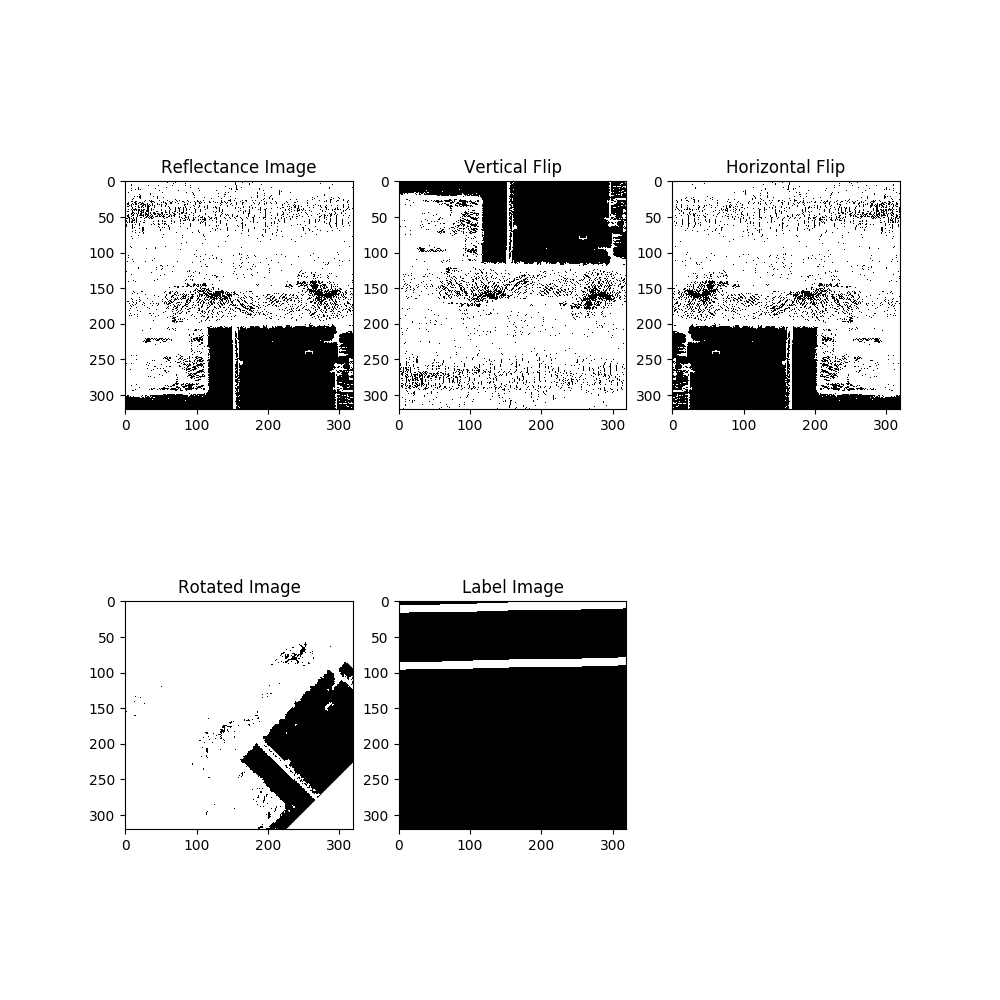 Reflectance Image Vertical Flip Horizontal Flip
0 0 0
50 50 50
100 100 100
150 150 150
200 200 200
250 250 250
300 300 300
0 100 200 300 0 100 200 300 0 100 200 300
Rotated Image Label Image
0 0
50 50
100 100
150 150
200 200
250 250
300 300
0 100 200 300 0 100 200 300